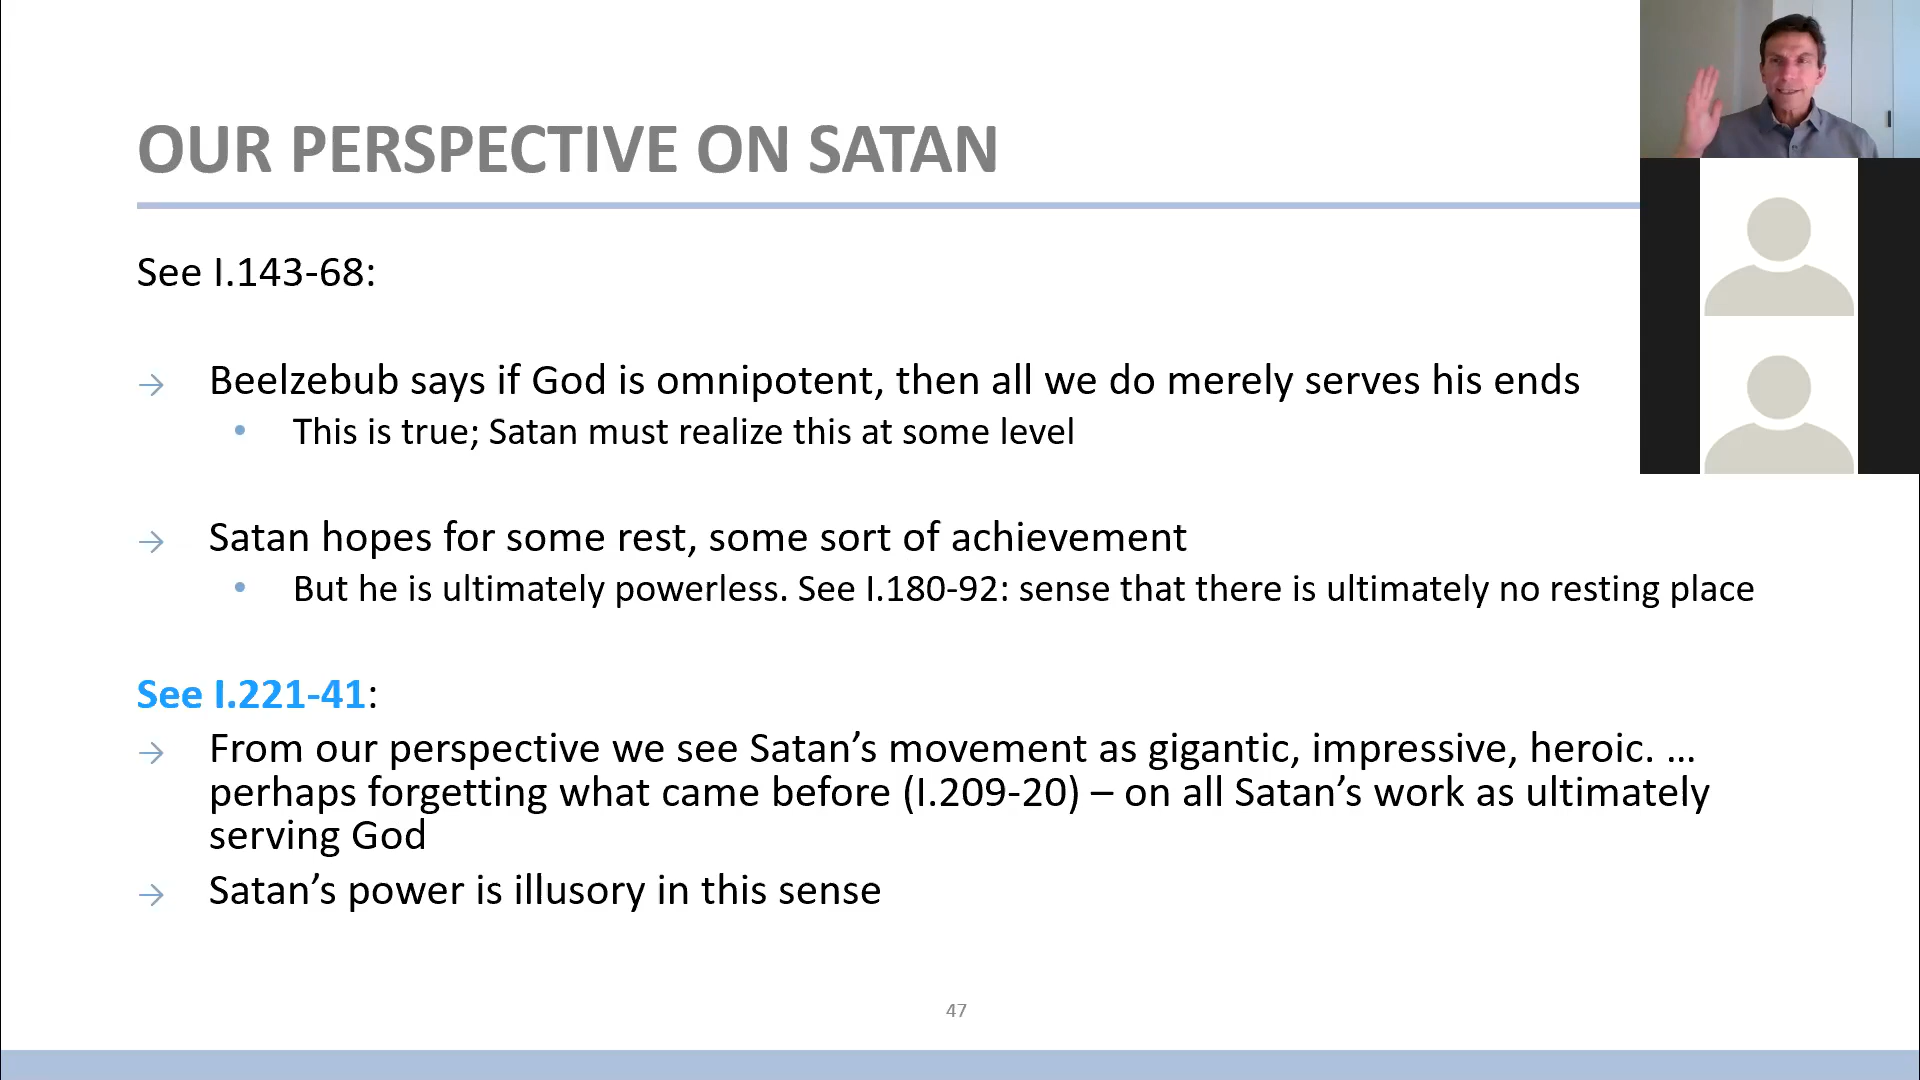 OUR PERSPECTIVE ON SATAN
See I.143-68:
→ Beelzebub says if God is omnipotent, then all we do merely serves his ends
• This is true; Satan must realize this at some level
→ Satan hopes for some rest, some sort of achievement
• But he is ultimately powerless. See I.180-92: sense that there is ultimately no resting place
See I.221-41:
→ From our perspective we see Satan’s movement as gigantic, impressive, heroic. …
perhaps forgetting what came before (I.209-20) – on all Satan’s work as ultimately
serving God
→ Satan’s power is illusory in this sense
47